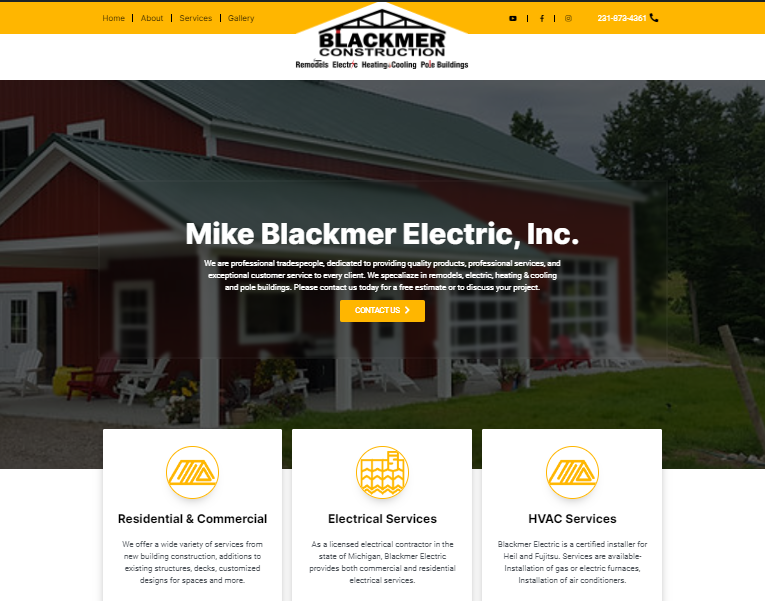 Home About Services Gallery
231-873-4361
BLACKMER
CONSTRUCTION
Remodels Electric Heating&Cooling Pole Buildings
Mike Blackmer Electric, Inc.
We are professional tradespeople, dedicated to providing quality products, professional services, and
exceptional customer service to every client. We specialiaze in remodels, electric, heating & cooling
and pole buildings. Please contact us today for a free estimate or to discuss your project.
CONTACT US
Residential & Commercial
We offer a wide variety of services from
new building construction, additions to
existing structures, decks, customized
designs for spaces and more.
Electrical Services
As a licensed electrical contractor in the
state of Michigan, Blackmer Electric
provides both commercial and residential
electrical services.
HVAC Services
Blackmer Electric is a certified installer for
Heil and Fujitsu. Services are available-
Installation of gas or electric furnaces,
Installation of air conditioners.